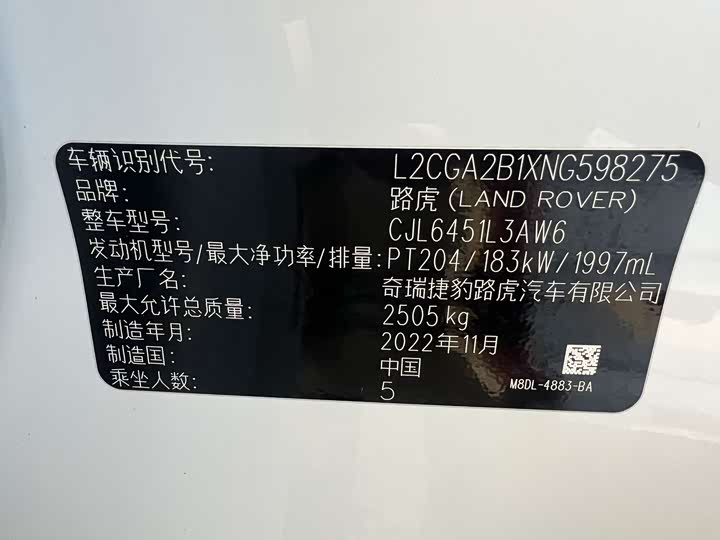 车辆识别代号: L2CGA2B1XNG598275
品牌: 路虎 (LAND ROVER)
整车型号: CJL6451L3AW6
发动机型号/最大净功率/排量: PT204/183kW/1997mL
生产厂名: 奇瑞捷豹路虎汽车有限公司
最大允许总质量: 2505kg
制造年月: 2022年11月
制造国: 中国
乘坐人数: 5
M8DL-4883-BA